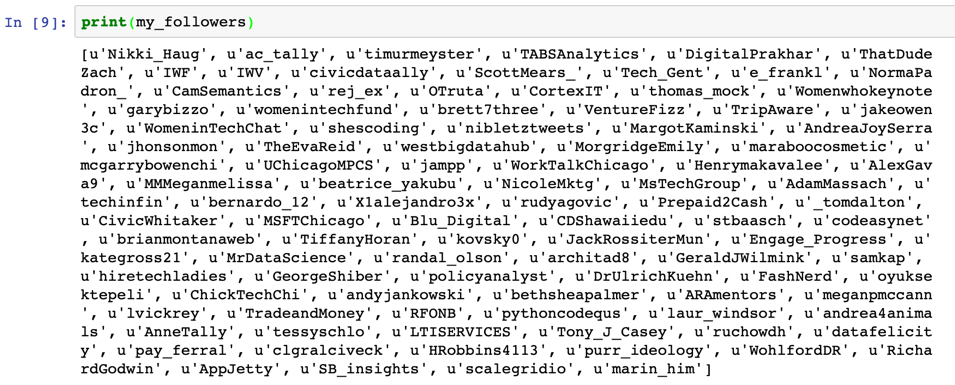 In [9]: print(my_followers)
[u'Nikki_Haug', u'ac_tally', u'timurmeyster', u'TABSAnalytics', u'DigitalPrakhar', u'ThatDude
Zach', u'IWF', u'IWV', u'civicdataally', u'ScottMears_', u'Tech_Gent', u'e_frankl', u'NormaPa
dron_', u'CamSemantics', u'rej_ex', u'OTruta', u'CortexIT', u'thomas_mock', u'Womenwhokeynote
', u'garybizzo', u'womenintechfund', u'brett7three', u'VentureFizz', u'TripAware', u'jakeowen
3c', u'WomeninTechChat', u'shescoding', u'nibletztweets', u'MargotKaminski', u'AndreaJoySerra
', u'jhonsonmon', u'TheEvaReid', u'westbigdatahub', u'MorgridgeEmily', u'maraboocosmetic', u'
mcgarrybowenchi', u'UChicagoMPCS', u'jampp', u'WorkTalkChicago', u'Henrymakavalee', u'AlexGav
a9', u'MMMeganmelissa', u'beatrice_yakubu', u'NicoleMktg', u'MsTechGroup', u'AdamMassach', u'
techinfin', u'bernardo_12', u'X1alejandro3x', u'rudyagovic', u'Prepaid2Cash', u'_tomdalton',
u'CivicWhitaker', u'MSFTChicago', u'Blu_Digital', u'CDShawaiiedu', u'stbaasch', u'codeasynet'
, u'brianmontanaweb', u'TiffanyHoran', u'kovsky0', u'JackRossiterMun', u'Engage_Progress', u'
kategross21', u'MrDataScience', u'randal_olson', u'architad8', u'GeraldJWilmink', u'samkap',
u'hiretechladies', u'GeorgeShiber', u'policyanalyst', u'DrUlrichKuehn', u'FashNerd', u'oyukse
ktepeli', u'ChickTechChi', u'andyjankowski', u'bethsheapalmer', u'ARAmentors', u'meganpmccann
', u'lvickrey', u'TradeandMoney', u'RFONB', u'pythoncodequs', u'laur_windsor', u'andrea4anima
ls', u'AnneTally', u'tessyschlo', u'LTISERVICES', u'Tony_J_Casey', u'ruchowdh', u'datafelicit
y', u'pay_ferral', u'clgralciveck', u'HRobbins4113', u'purr_ideology', u'WohlfordDR', u'Richa
rdGodwin', u'AppJetty', u'SB_insights', u'scalegridio', u'marin_him']